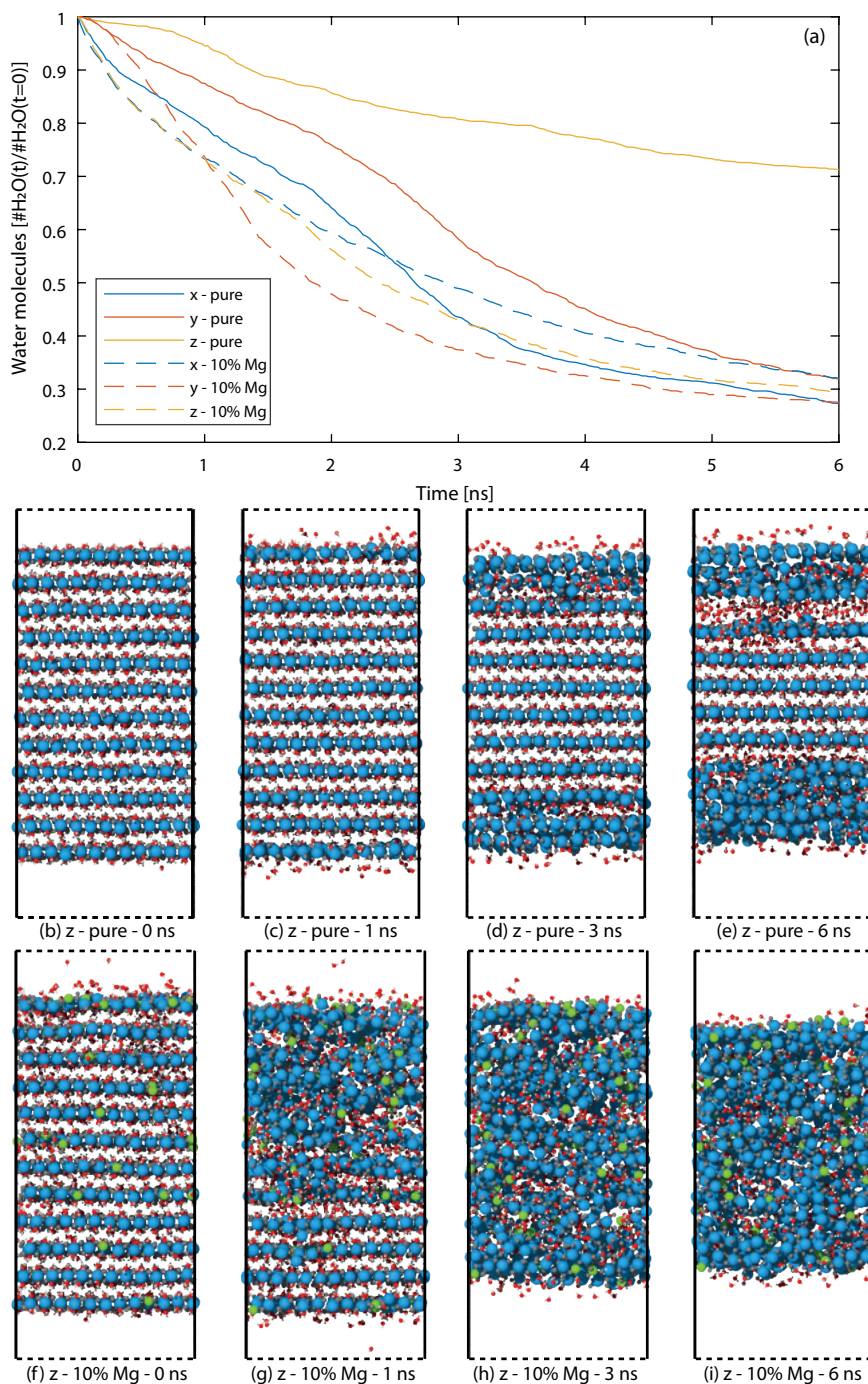 (a)
1
0.9
0.8
0.7
0.6
0.5
0.4
0.3
0.2
Water molecules [#H₂O(t)/#H₂O(t=0)]
x - pure
y - pure
z - pure
x - 10% Mg
y - 10% Mg
z - 10% Mg
0 1 2 3 4 5 6
Time [ns]
(b) z - pure - 0 ns (c) z - pure - 1 ns (d) z - pure - 3 ns (e) z - pure - 6 ns
(f) z - 10% Mg - 0 ns (g) z - 10% Mg - 1 ns (h) z - 10% Mg - 3 ns (i) z - 10% Mg - 6 ns